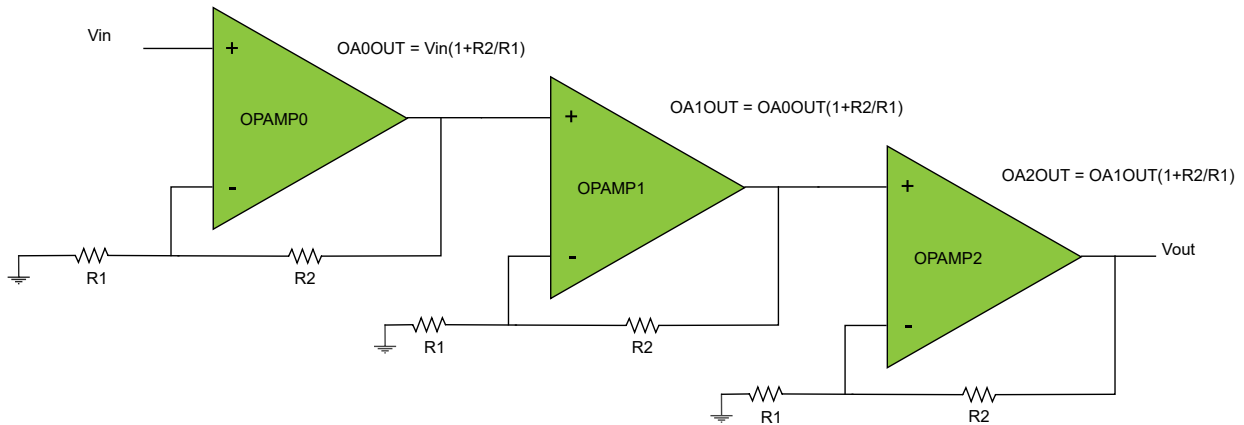 Vin
+
OA0OUT = Vin(1+R2/R1)
OPAMP0
-
R1
R2
+
OA1OUT = OA0OUT(1+R2/R1)
OPAMP1
-
R1
R2
+
OA2OUT = OA1OUT(1+R2/R1)
OPAMP2
Vout
-
R1
R2